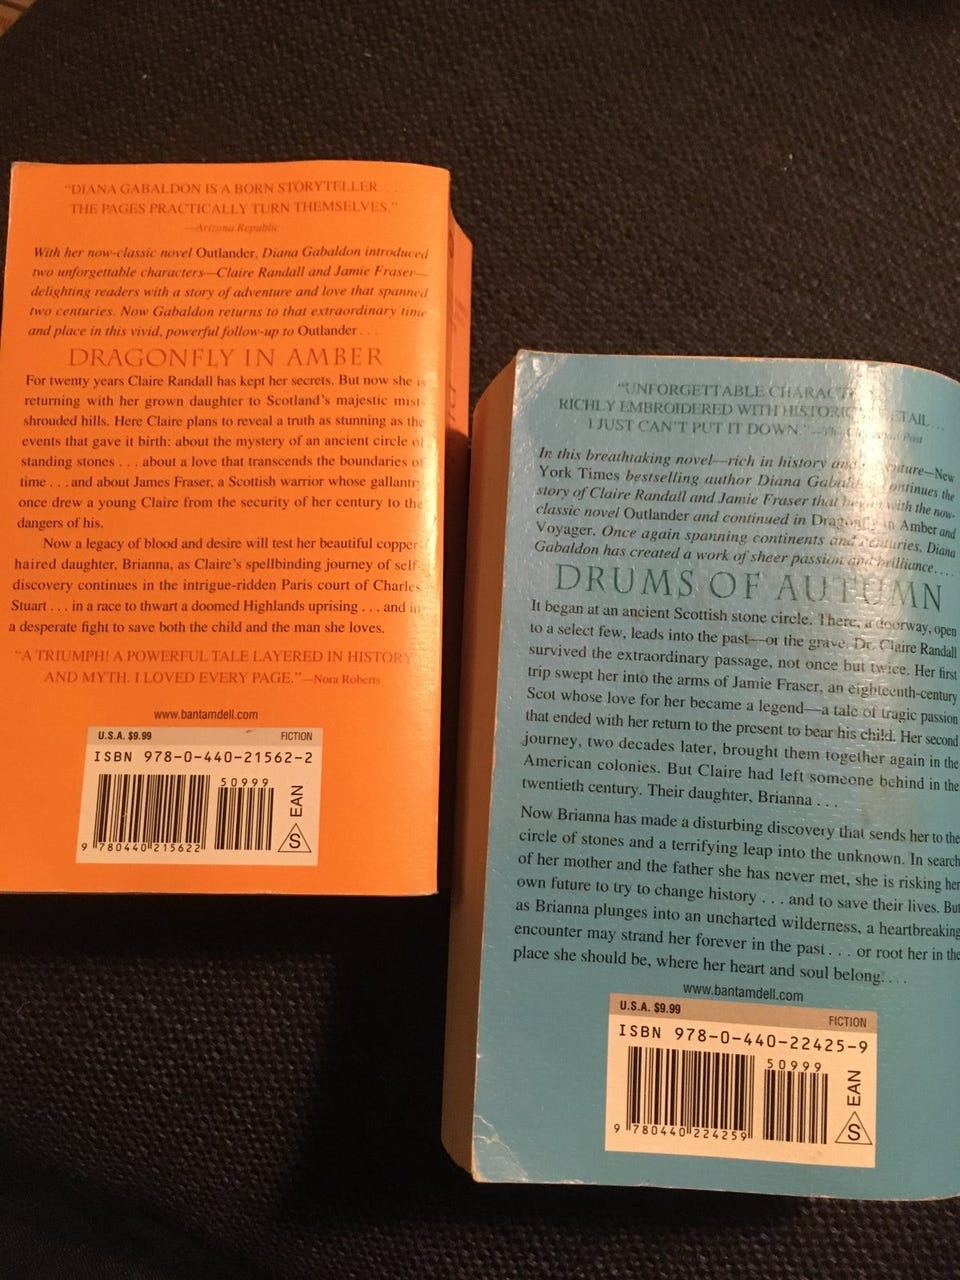 "DIANA GABALDON IS A BORN STORYTELLER....
THE PAGES PRACTICALLY TURN THEMSELVES."
—Arizona Republic
With her now-classic novel Outlander, Diana Gabaldon introduced
two unforgettable characters—Claire Randall and Jamie Fraser—
delighting readers with a story of adventure and love that spanned
two centuries. Now Gabaldon returns to that extraordinary time
and place in this vivid, powerful follow-up to Outlander . . .
DRAGONFLY IN AMBER
For twenty years Claire Randall has kept her secrets. But now she is
returning with her grown daughter to Scotland's majestic mist-
shrouded hills. Here Claire plans to reveal a truth as stunning as the
events that gave it birth: about the mystery of an ancient circle of
standing stones . . . about a love that transcends the boundaries of
time . . . and about James Fraser, a Scottish warrior whose gallantry
once drew a young Claire from the security of her century to the
dangers of his.
Now a legacy of blood and desire will test her beautiful copper-
haired daughter, Brianna, as Claire's spellbinding journey of self-
discovery continues in the intrigue-ridden Paris court of Charles
Stuart . . . in a race to thwart a doomed Highlands uprising . . . and in
a desperate fight to save both the child and the man she loves.
"A TRIUMPH! A POWERFUL TALE LAYERED IN HISTORY
AND MYTH. I LOVED EVERY PAGE."—Nora Roberts
www.bantamdell.com
U.S.A. $9.99 FICTION
ISBN 978-0-440-21562-2
50999
9 780440 215622
EAN
S
"UNFORGETTABLE
RICHLY EMBROIDERED WITH
I JUST CAN'T PUT IT DOWN."
In this breathtaking novel—rich in history and adventure—New
York Times bestselling author Diana Gabaldon continues the
story of Claire Randall and Jamie Fraser that began with the now-
classic novel Outlander and continued in Dragonfly in Amber and
Voyager. Once again spanning continents and centuries, Diana
Gabaldon has created a work of sheer passion and brilliance....
DRUMS OF AUTUMN
It began at an ancient Scottish stone circle. There, a doorway, open
to a select few, leads into the past—or the grave. Dr. Claire Randall
survived the extraordinary passage, not once but twice. Her first
trip swept her into the arms of Jamie Fraser, an eighteenth-century
Scot whose love for her became a legend—a tale of tragic passion
that ended with her return to the present to bear his child. Her second
journey, two decades later, brought them together again in the
American colonies. But Claire had left someone behind in the
twentieth century. Their daughter, Brianna . . .
Now Brianna has made a disturbing discovery that sends her to the
circle of stones and a terrifying leap into the unknown. In search
of her mother and the father she has never met, she is risking her
own future to try to change history . . . and to save their lives. But
as Brianna plunges into an uncharted wilderness, a heartbreaking
encounter may strand her forever in the past . . . or root her in the
place she should be, where her heart and soul belong. . . .
www.bantamdell.com
U.S.A. $9.99 FICTION
ISBN 978-0-440-22425-9
50999
9 780440 224259
EAN
S